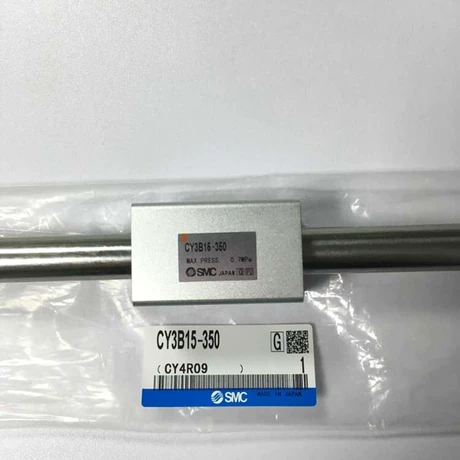 CY3B15-350
MAX PRESS 0.7MPa
SMC JAPAN
CY3B15-350 G
( CY4R09 ) 1
SMC MADE IN JAPAN